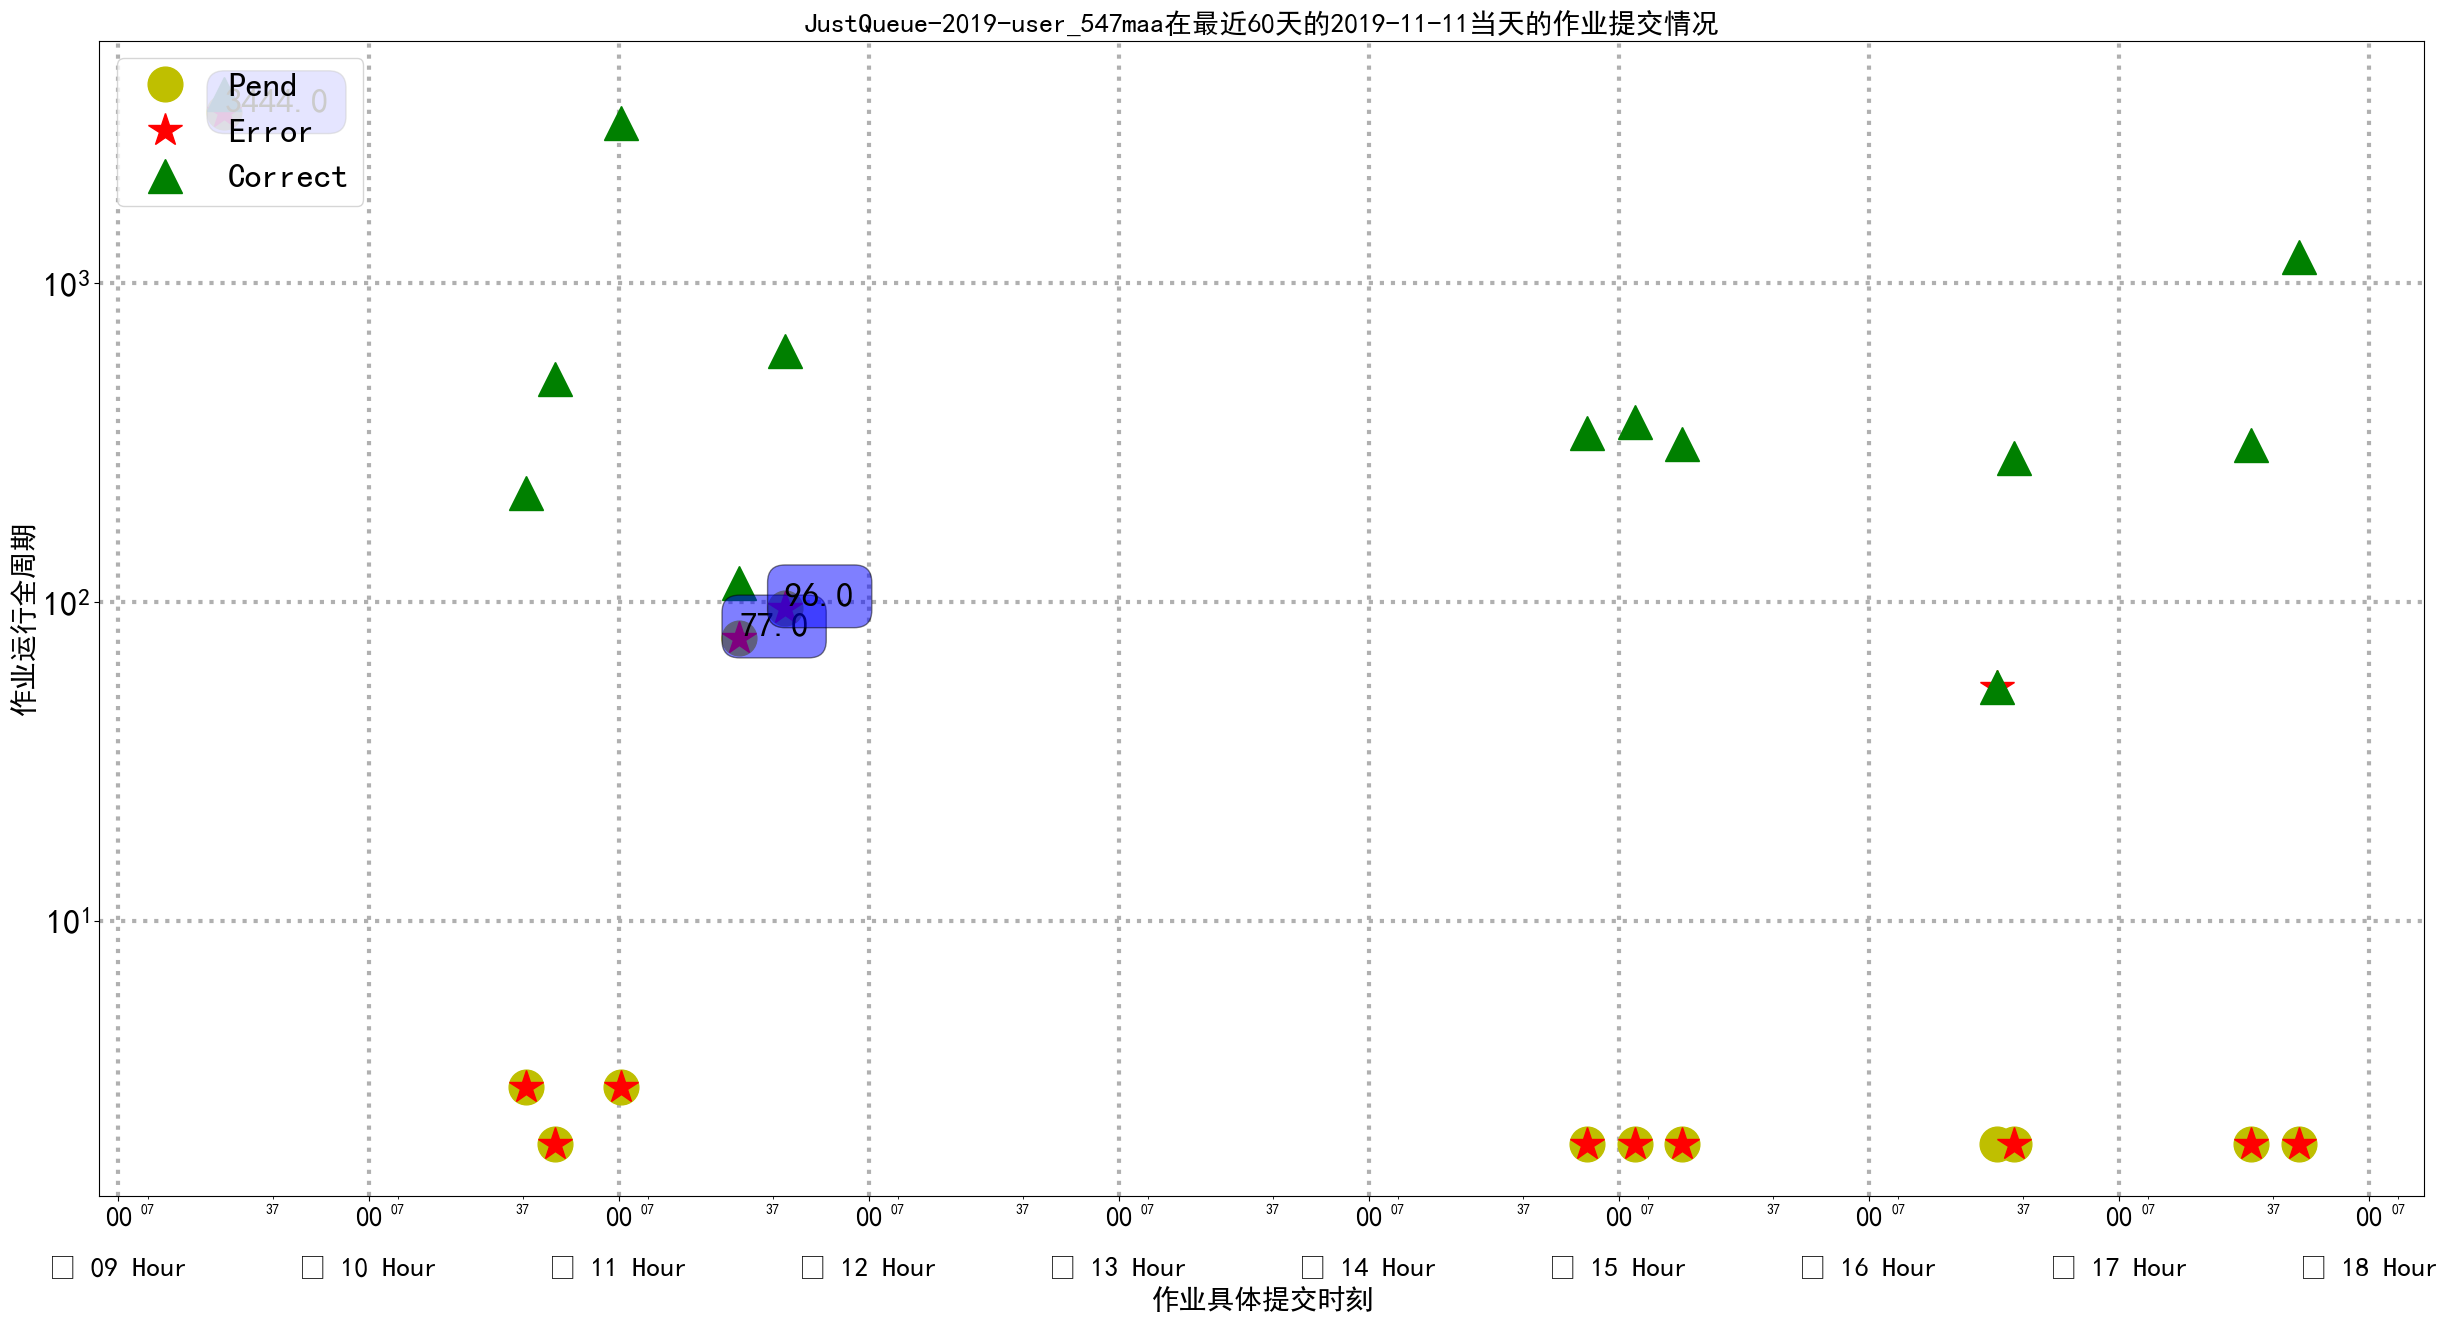 JustQueue-2019-user_547maa在最近60天的2019-11-11当天的作业提交情况
Pend
3444.0
Error
Correct
10³
10²
10¹
96.0
77.0
作业运行全周期
00 07 37 00 07 37 00 07 37 00 07 37 00 07 37 00 07 37 00 07 37 00 07 37 00 07 37 00 07
09 Hour 10 Hour 11 Hour 12 Hour 13 Hour 14 Hour 15 Hour 16 Hour 17 Hour 18 Hour
作业具体提交时刻